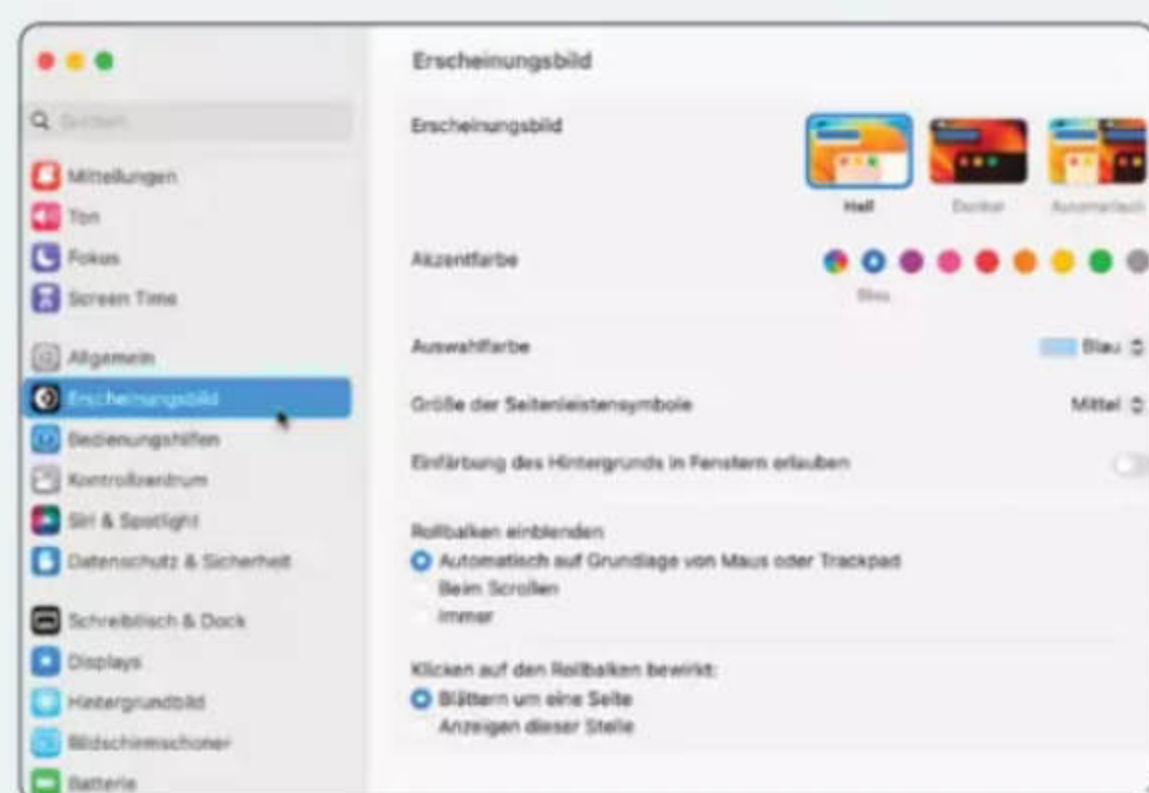 Erscheinungsbild
Suchen
Mitteilungen
Ton
Fokus
Screen Time
Allgemein
Erscheinungsbild
Bedienungshilfen
Kontrollzentrum
Siri & Spotlight
Datenschutz & Sicherheit
Schreibtisch & Dock
Displays
Hintergrundbild
Bildschirmschoner
Batterie
Erscheinungsbild
Hell
Dunkel
Automatisch
Akzentfarbe
Blau
Auswahlfarbe
Blau
Größe der Seitenleistensymbole
Mittel
Einfärbung des Hintergrunds in Fenstern erlauben
Rollbalken einblenden
Automatisch auf Grundlage von Maus oder Trackpad
Beim Scrollen
Immer
Klicken auf den Rollbalken bewirkt:
Blättern um eine Seite
Anzeigen dieser Stelle